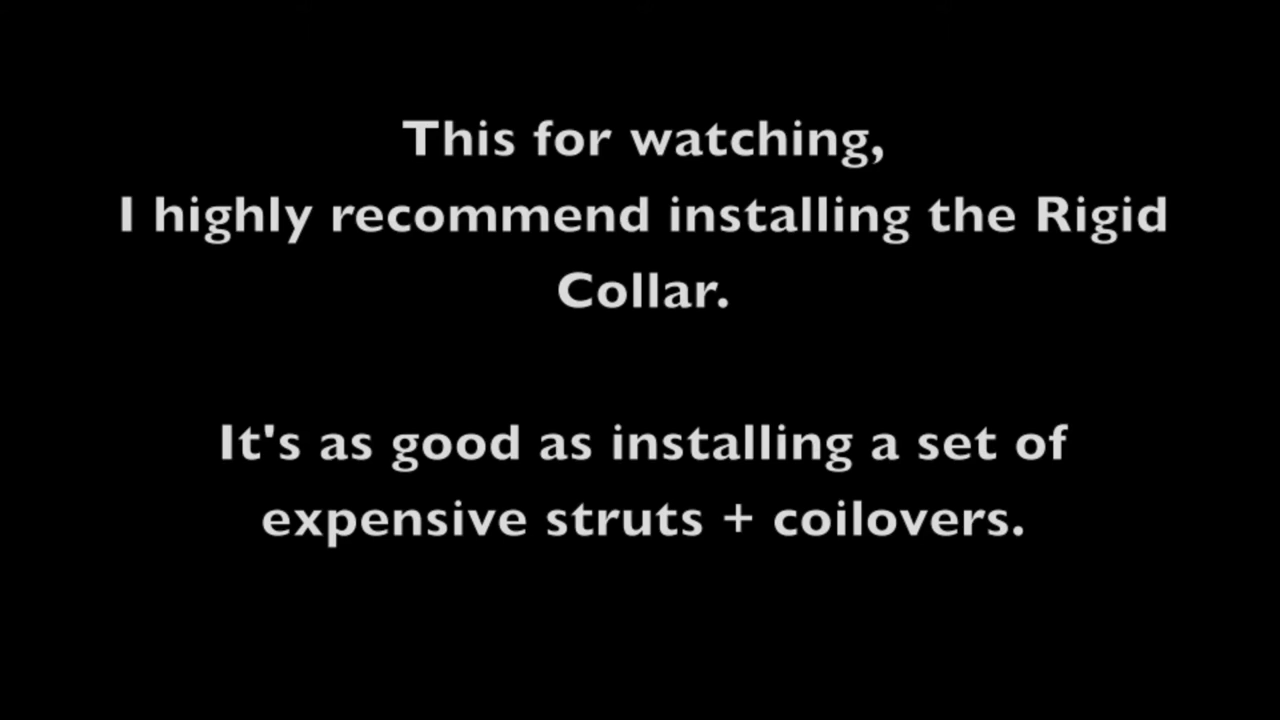 This for watching,
I highly recommend installing the Rigid
Collar.
It's as good as installing a set of
expensive struts + coilovers.